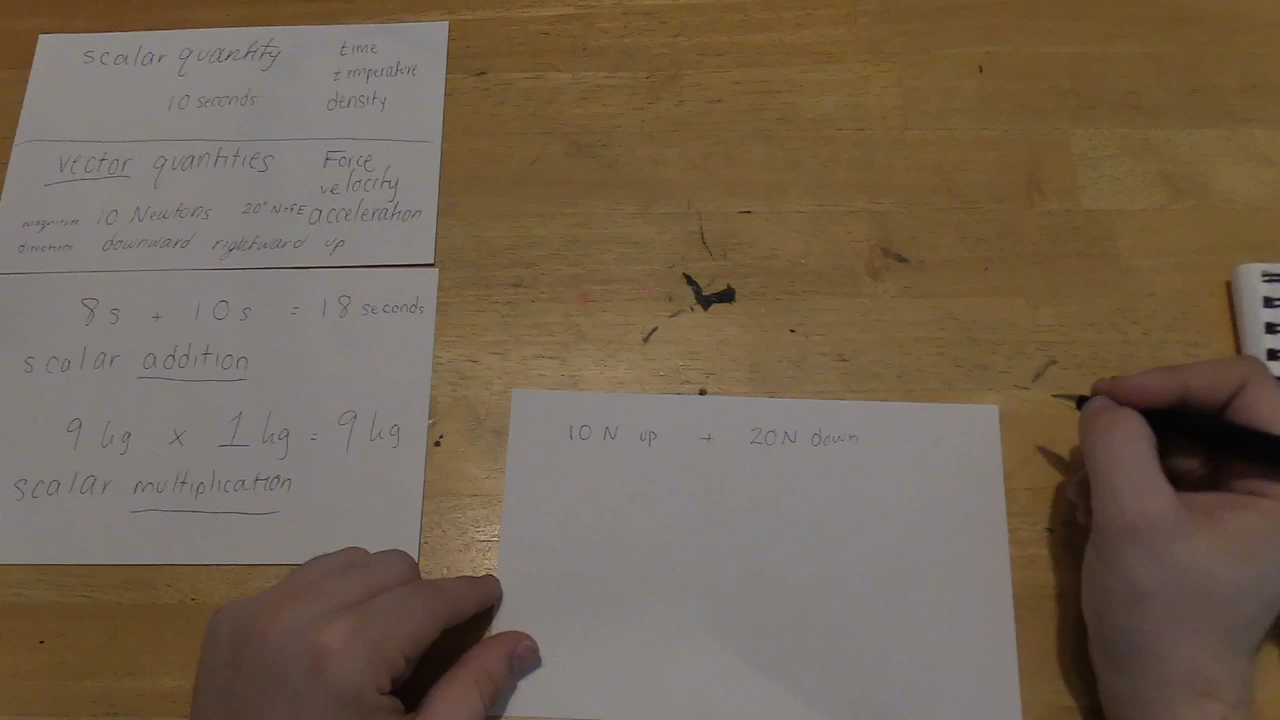 scalar quantity
time
temperature
10 seconds
density
vector quantities
Force
velocity
magnitude 10 Newtons 20° N of E acceleration
directions downward rightward up
8s + 10s = 18 seconds
scalar addition
9 kg x 1 kg = 9 kg
scalar multiplication
10 N up + 20N down